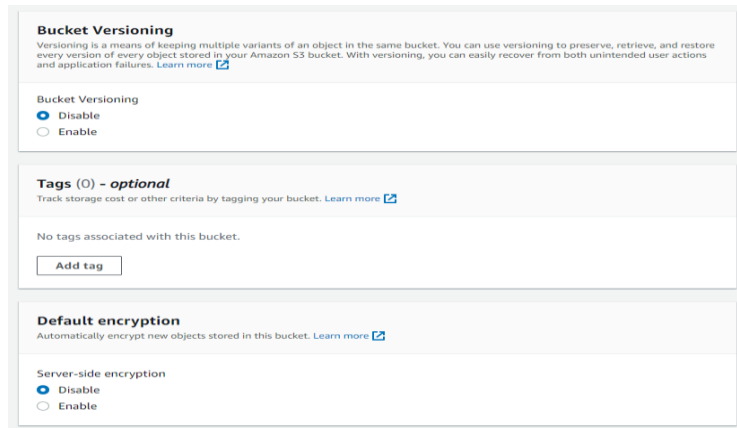 Bucket Versioning
Versioning is a means of keeping multiple variants of an object in the same bucket. You can use versioning to preserve, retrieve, and restore
every version of every object stored in your Amazon S3 bucket. With versioning, you can easily recover from both unintended user actions
and application failures. Learn more
Bucket Versioning
Disable
Enable
Tags (0) - optional
Track storage cost or other criteria by tagging your bucket. Learn more
No tags associated with this bucket.
Add tag
Default encryption
Automatically encrypt new objects stored in this bucket. Learn more
Server-side encryption
Disable
Enable